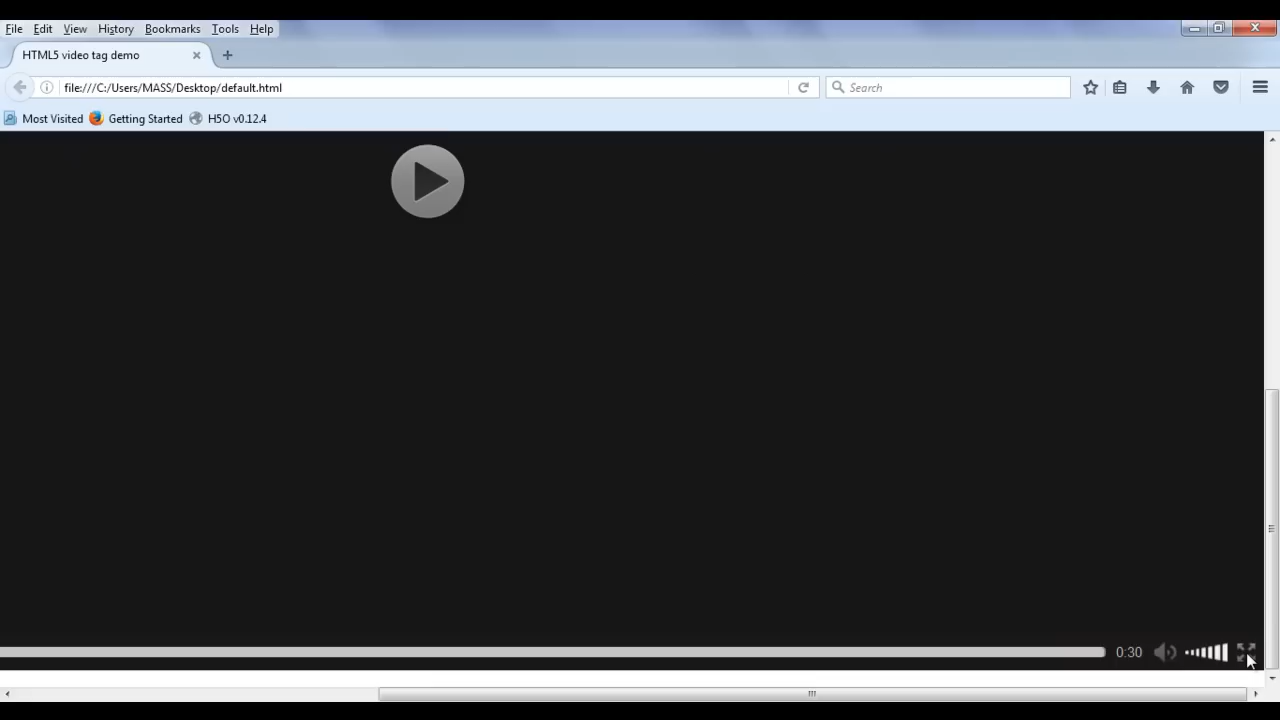 File Edit View History Bookmarks Tools Help
HTML5 video tag demo
file:///C:/Users/MASS/Desktop/default.html Search
Most Visited Getting Started H5O v0.12.4
0:30